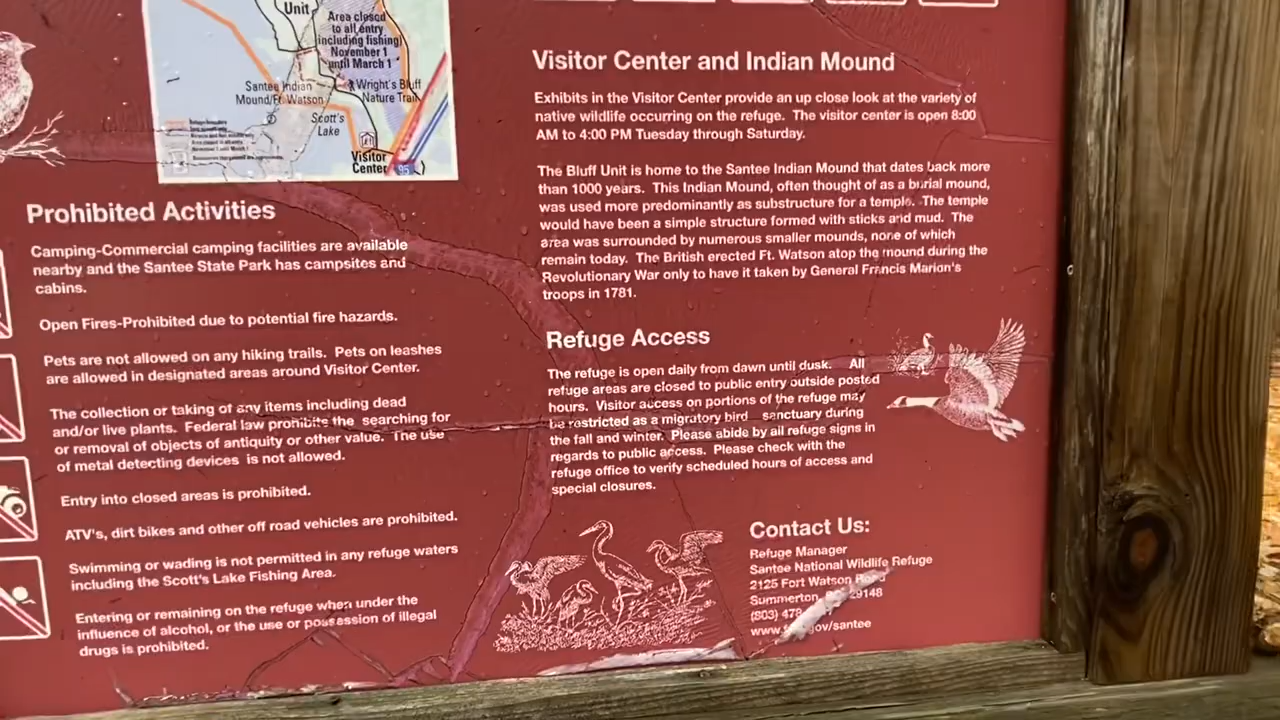 Unit
Area closed
to all entry
(including fishing)
November 1
until March 1
Santee Indian
Mound/Ft. Watson
Wright's Bluff
Nature Trail
Scott's
Lake
Visitor
Center
95
Prohibited Activities
Camping-Commercial camping facilities are available
nearby and the Santee State Park has campsites and
cabins.
Open Fires-Prohibited due to potential fire hazards.
Pets are not allowed on any hiking trails. Pets on leashes
are allowed in designated areas around Visitor Center.
The collection or taking of any items including dead
and/or live plants. Federal law prohibits the searching for
or removal of objects of antiquity or other value. The use
of metal detecting devices is not allowed.
Entry into closed areas is prohibited.
ATV's, dirt bikes and other off road vehicles are prohibited.
Swimming or wading is not permitted in any refuge waters
including the Scott's Lake Fishing Area.
Entering or remaining on the refuge when under the
influence of alcohol, or the use or possession of illegal
drugs is prohibited.
Visitor Center and Indian Mound
Exhibits in the Visitor Center provide an up close look at the variety of
native wildlife occurring on the refuge. The visitor center is open 8:00
AM to 4:00 PM Tuesday through Saturday.
The Bluff Unit is home to the Santee Indian Mound that dates back more
than 1000 years. This Indian Mound, often thought of as a burial mound,
was used more predominantly as substructure for a temple. The temple
would have been a simple structure formed with sticks and mud. The
area was surrounded by numerous smaller mounds, none of which
remain today. The British erected Ft. Watson atop the mound during the
Revolutionary War only to have it taken by General Francis Marion's
troops in 1781.
Refuge Access
The refuge is open daily from dawn until dusk. All
refuge areas are closed to public entry outside posted
hours. Visitor access on portions of the refuge may
be restricted as a migratory bird sanctuary during
the fall and winter. Please abide by all refuge signs in
regards to public access. Please check with the
refuge office to verify scheduled hours of access and
special closures.
Contact Us:
Refuge Manager
Santee National Wildlife Refuge
2125 Fort Watson Road
Summerton, 29148
(803) 478
www. gov/santee